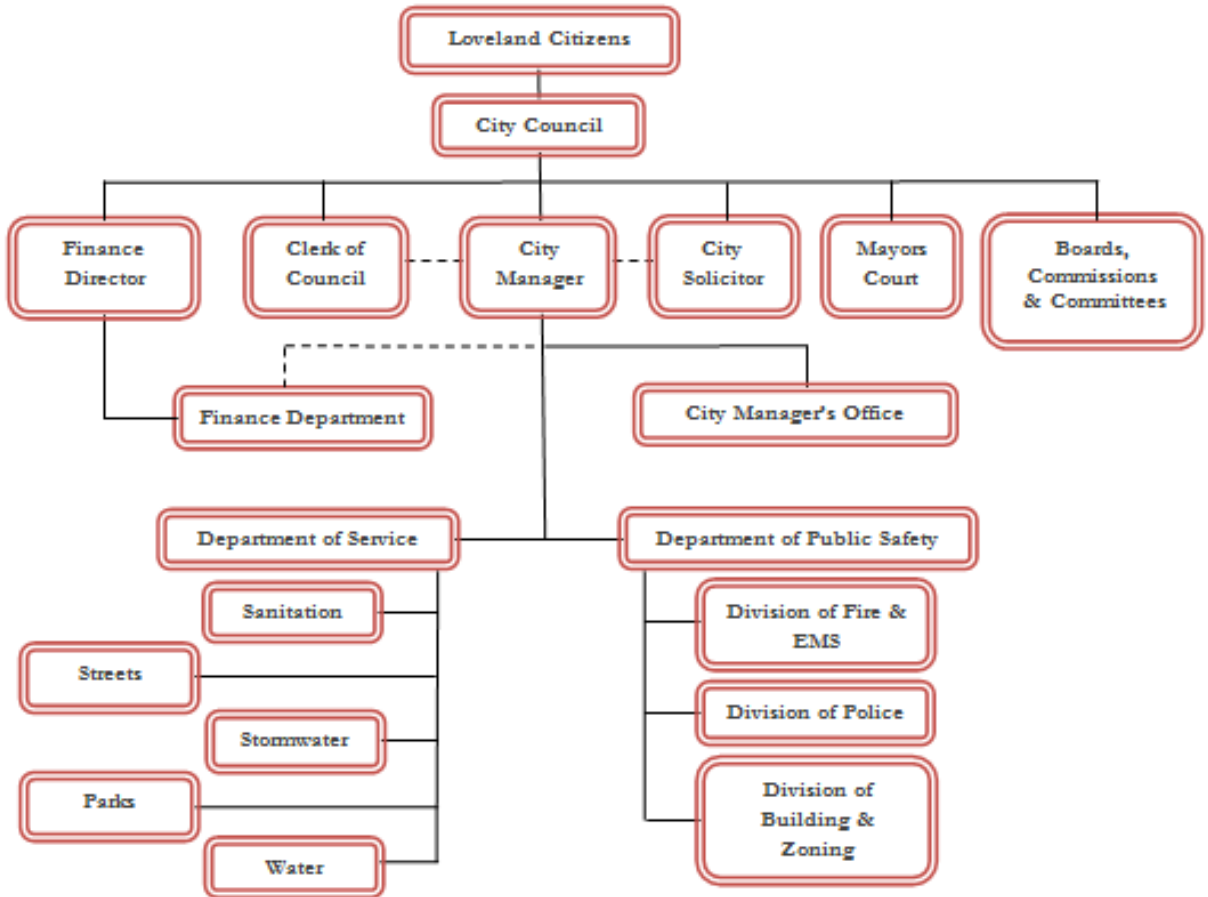 Loveland Citizens
City Council
Finance
Director
Clerk of
Council
City
Manager
City
Solicitor
Mayors
Court
Boards,
Commissions
& Committees
Finance Department
City Manager's Office
Department of Service
Department of Public Safety
Sanitation
Streets
Stormwater
Parks
Water
Division of Fire &
EMS
Division of Police
Division of
Building &
Zoning